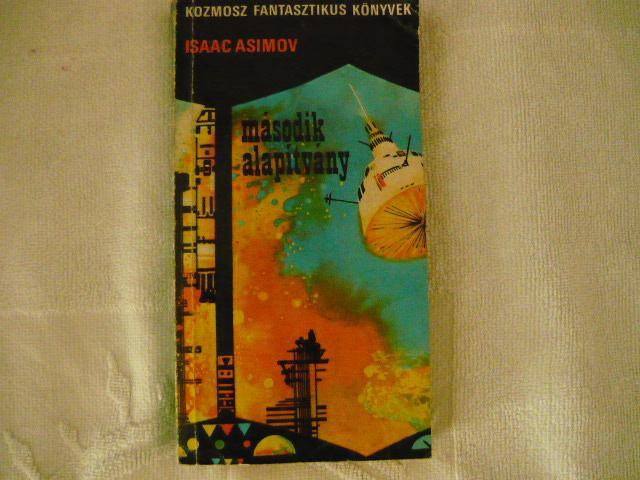 KOZMOSZ FANTASZTIKUS KÖNYVEK
ISAAC ASIMOV
második
alapítvány